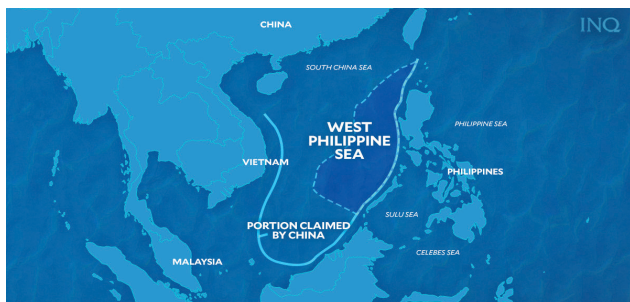 CHINA
INQ
SOUTH CHINA SEA
WEST
PHILIPPINE
SEA
PHILIPPINE SEA
VIETNAM
PHILIPPINES
PORTION CLAIMED
BY CHINA
SULU SEA
CELEBES SEA
MALAYSIA